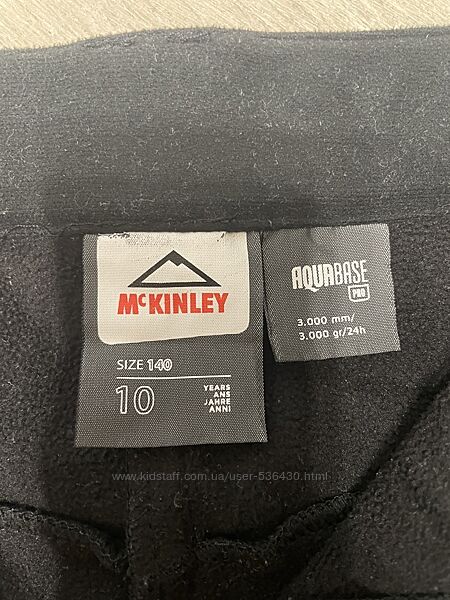 McKINLEY
SIZE 140
10
YEARS
ANS
JAHRE
ANNI
AQUABASE
PRO
3.000 mm/
3.000 gr/24h
www.kidstaff.com.ua/user-536430.html